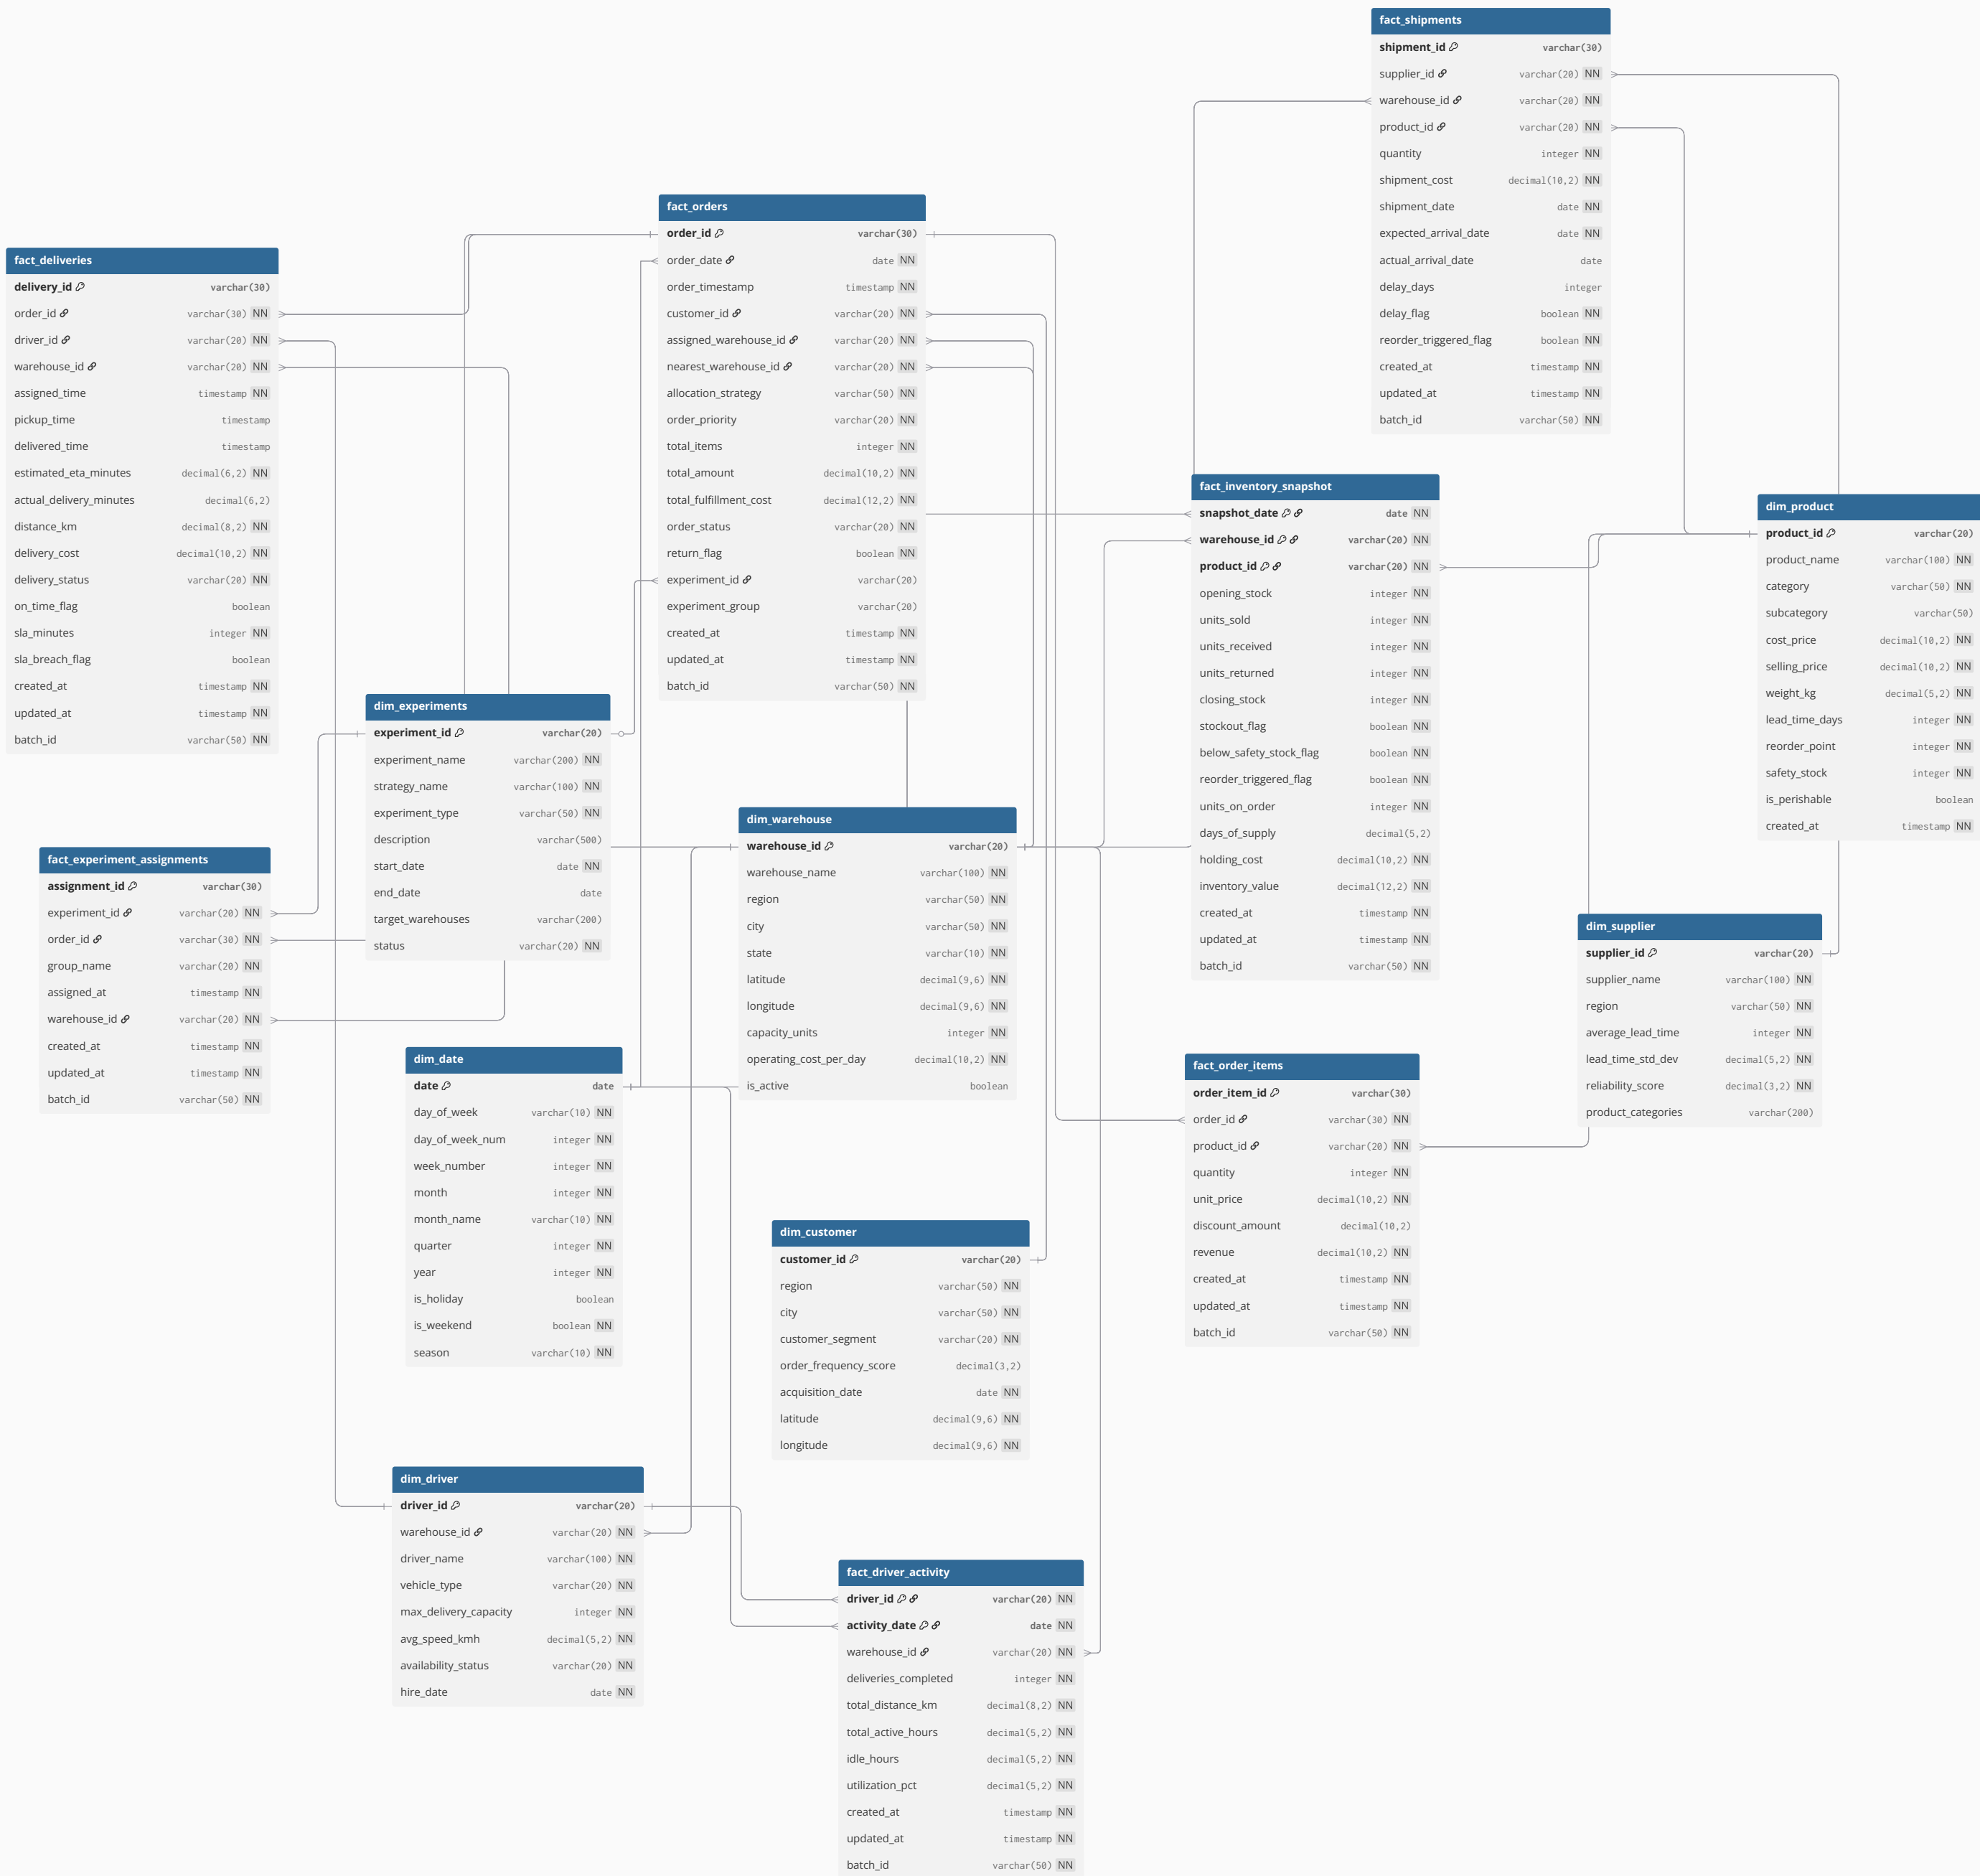 fact_shipments
shipment_id varchar(30)
supplier_id varchar(20) NN
warehouse_id varchar(20) NN
product_id varchar(20) NN
quantity integer NN
shipment_cost decimal(10,2) NN
shipment_date date NN
expected_arrival_date date NN
actual_arrival_date date
delay_days integer
delay_flag boolean NN
reorder_triggered_flag boolean NN
created_at timestamp NN
updated_at timestamp NN
batch_id varchar(50) NN
fact_orders
order_id varchar(30)
order_date date NN
order_timestamp timestamp NN
customer_id varchar(20) NN
assigned_warehouse_id varchar(20) NN
nearest_warehouse_id varchar(20) NN
allocation_strategy varchar(50) NN
order_priority varchar(20) NN
total_items integer NN
total_amount decimal(10,2) NN
total_fulfillment_cost decimal(12,2) NN
order_status varchar(20) NN
return_flag boolean NN
experiment_id varchar(20)
experiment_group varchar(20)
created_at timestamp NN
updated_at timestamp NN
batch_id varchar(50) NN
fact_deliveries
delivery_id varchar(30)
order_id varchar(30) NN
driver_id varchar(20) NN
warehouse_id varchar(20) NN
assigned_time timestamp NN
pickup_time timestamp
delivered_time timestamp
estimated_eta_minutes decimal(6,2) NN
actual_delivery_minutes decimal(6,2)
distance_km decimal(8,2) NN
delivery_cost decimal(10,2) NN
delivery_status varchar(20) NN
on_time_flag boolean
sla_minutes integer NN
sla_breach_flag boolean
created_at timestamp NN
updated_at timestamp NN
batch_id varchar(50) NN
fact_inventory_snapshot
snapshot_date date NN
warehouse_id varchar(20) NN
product_id varchar(20) NN
opening_stock integer NN
units_sold integer NN
units_received integer NN
units_returned integer NN
closing_stock integer NN
stockout_flag boolean NN
below_safety_stock_flag boolean NN
reorder_triggered_flag boolean NN
units_on_order integer NN
days_of_supply decimal(5,2)
holding_cost decimal(10,2) NN
inventory_value decimal(12,2) NN
created_at timestamp NN
updated_at timestamp NN
batch_id varchar(50) NN
dim_product
product_id varchar(20)
product_name varchar(100) NN
category varchar(50) NN
subcategory varchar(50)
cost_price decimal(10,2) NN
selling_price decimal(10,2) NN
weight_kg decimal(5,2) NN
lead_time_days integer NN
reorder_point integer NN
safety_stock integer NN
is_perishable boolean
created_at timestamp NN
dim_experiments
experiment_id varchar(20)
experiment_name varchar(200) NN
strategy_name varchar(100) NN
experiment_type varchar(50) NN
description varchar(500)
start_date date NN
end_date date
target_warehouses varchar(200)
status varchar(20) NN
dim_warehouse
warehouse_id varchar(20)
warehouse_name varchar(100) NN
region varchar(50) NN
city varchar(50) NN
state varchar(10) NN
latitude decimal(9,6) NN
longitude decimal(9,6) NN
capacity_units integer NN
operating_cost_per_day decimal(10,2) NN
is_active boolean
fact_experiment_assignments
assignment_id varchar(30)
experiment_id varchar(20) NN
order_id varchar(30) NN
group_name varchar(20) NN
assigned_at timestamp NN
warehouse_id varchar(20) NN
created_at timestamp NN
updated_at timestamp NN
batch_id varchar(50) NN
dim_supplier
supplier_id varchar(20)
supplier_name varchar(100) NN
region varchar(50) NN
average_lead_time integer NN
lead_time_std_dev decimal(5,2) NN
reliability_score decimal(3,2) NN
product_categories varchar(200)
dim_date
date date
day_of_week varchar(10) NN
day_of_week_num integer NN
week_number integer NN
month integer NN
month_name varchar(10) NN
quarter integer NN
year integer NN
is_holiday boolean
is_weekend boolean NN
season varchar(10) NN
fact_order_items
order_item_id varchar(30)
order_id varchar(30) NN
product_id varchar(20) NN
quantity integer NN
unit_price decimal(10,2) NN
discount_amount decimal(10,2)
revenue decimal(10,2) NN
created_at timestamp NN
updated_at timestamp NN
batch_id varchar(50) NN
dim_customer
customer_id varchar(20)
region varchar(50) NN
city varchar(50) NN
customer_segment varchar(20) NN
order_frequency_score decimal(3,2)
acquisition_date date NN
latitude decimal(9,6) NN
longitude decimal(9,6) NN
dim_driver
driver_id varchar(20)
warehouse_id varchar(20) NN
driver_name varchar(100) NN
vehicle_type varchar(20) NN
max_delivery_capacity integer NN
avg_speed_kmh decimal(5,2) NN
availability_status varchar(20) NN
hire_date date NN
fact_driver_activity
driver_id varchar(20) NN
activity_date date NN
warehouse_id varchar(20) NN
deliveries_completed integer NN
total_distance_km decimal(8,2) NN
total_active_hours decimal(5,2) NN
idle_hours decimal(5,2) NN
utilization_pct decimal(5,2) NN
created_at timestamp NN
updated_at timestamp NN
batch_id varchar(50) NN